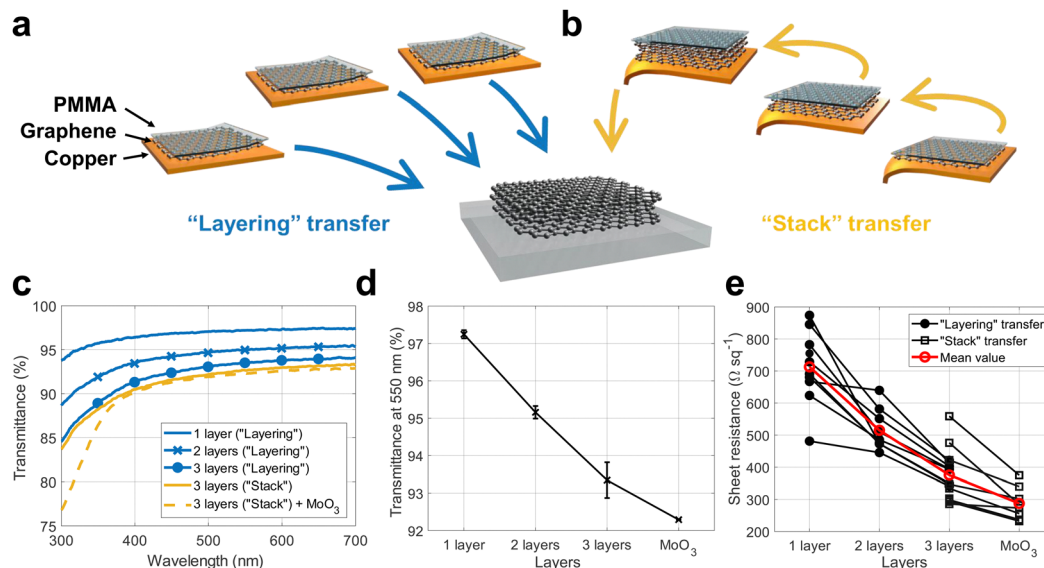 a
b
PMMA
Graphene
Copper
“Layering” transfer
“Stack” transfer
c
100
95
90
85
80
75
300
400
500
600
700
Transmittance (%)
Wavelength (nm)
1 layer ("Layering")
2 layers ("Layering")
3 layers ("Layering")
3 layers ("Stack")
3 layers ("Stack") + MoO₃
d
98
97
96
95
94
93
92
1 layer
2 layers
3 layers
MoO₃
Transmittance at 550 nm (%)
Layers
e
900
800
700
600
500
400
300
200
1 layer
2 layers
3 layers
MoO₃
Sheet resistance (Ω sq⁻¹)
Layers
"Layering" transfer
"Stack" transfer
Mean value